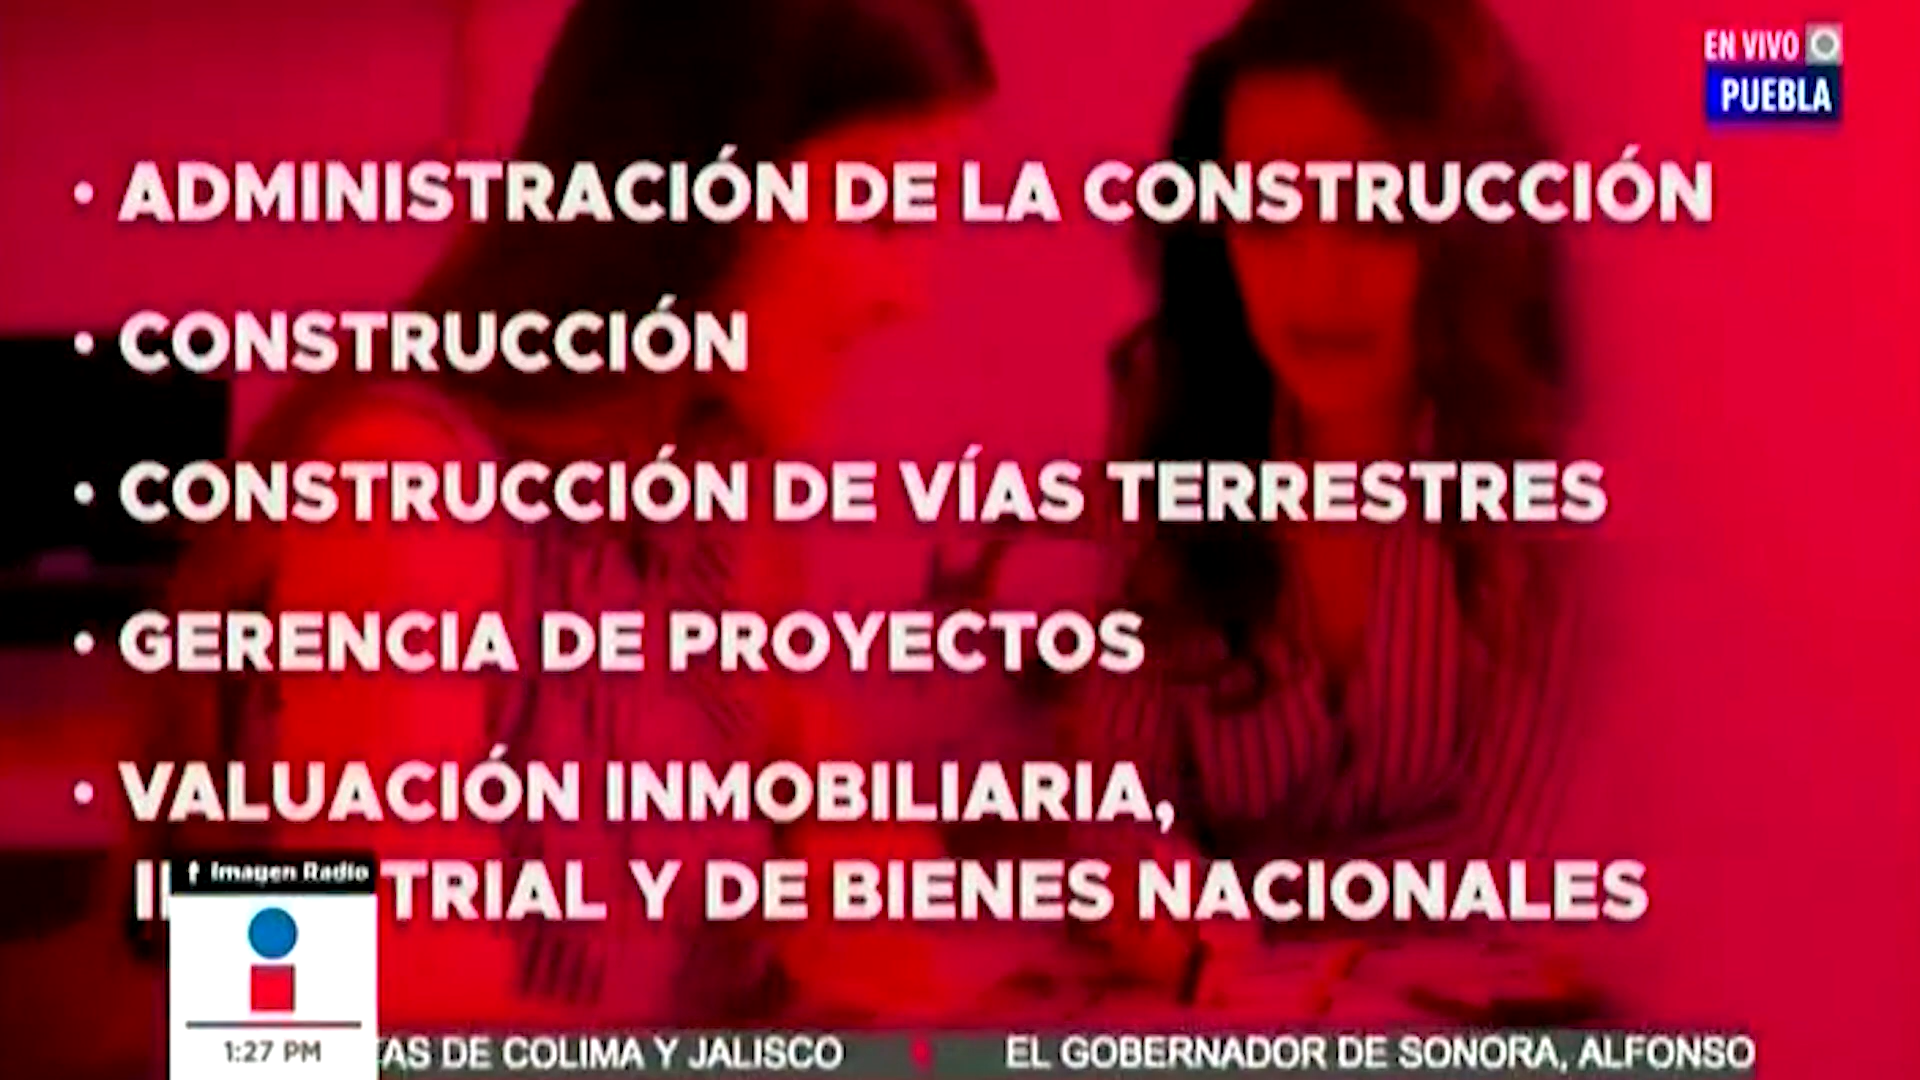 EN VIVO
PUEBLA
• ADMINISTRACIÓN DE LA CONSTRUCCIÓN
• CONSTRUCCIÓN
• CONSTRUCCIÓN DE VÍAS TERRESTRES
• GERENCIA DE PROYECTOS
• VALUACIÓN INMOBILIARIA,
TRIAL Y DE BIENES NACIONALES
f Imagen Radio
1:27 PM
AS DE COLIMA Y JALISCO
EL GOBERNADOR DE SONORA, ALFONSO